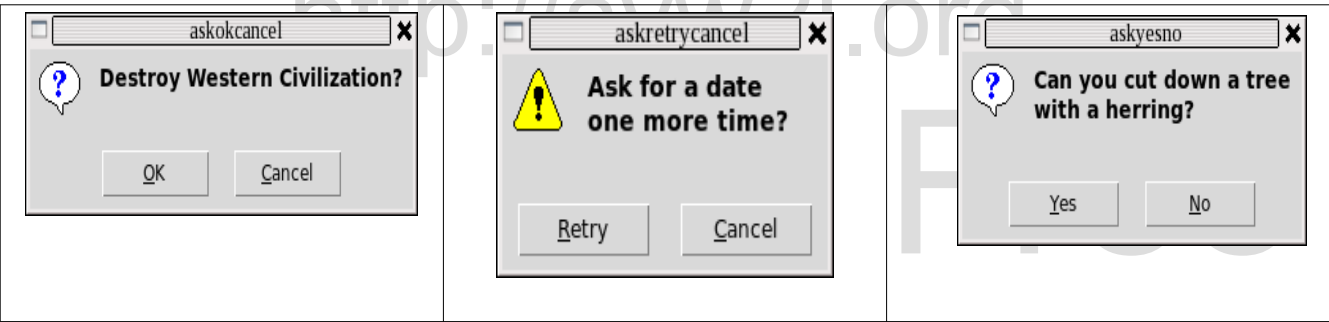 askokcancel
Destroy Western Civilization?
OK Cancel
askretrycancel
Ask for a date
one more time?
Retry Cancel
askyesno
Can you cut down a tree
with a herring?
Yes No